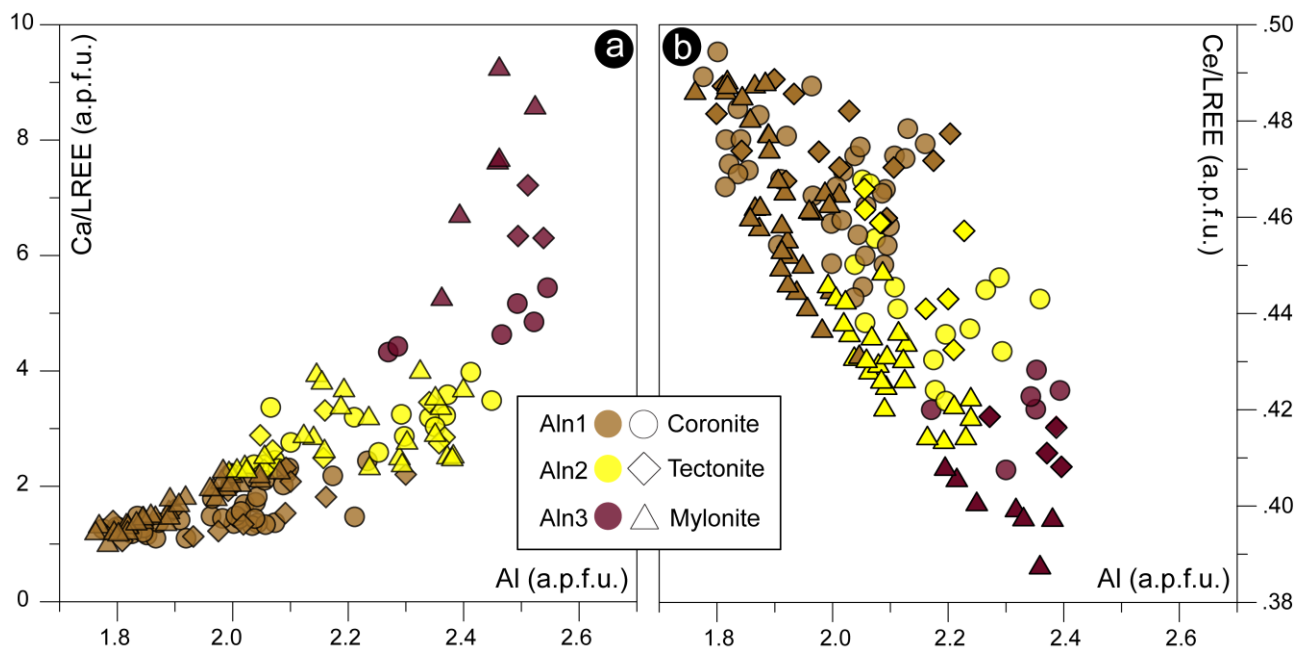 10
8
6
4
2
0
Ca/LREE (a.p.f.u.)
a
Al (a.p.f.u.)
1.8
2.0
2.2
2.4
2.6
b
Ce/LREE (a.p.f.u.)
.50
.48
.46
.44
.42
.40
.38
Al (a.p.f.u.)
1.8
2.0
2.2
2.4
2.6
Aln1 Coronite
Aln2 Tectonite
Aln3 Mylonite